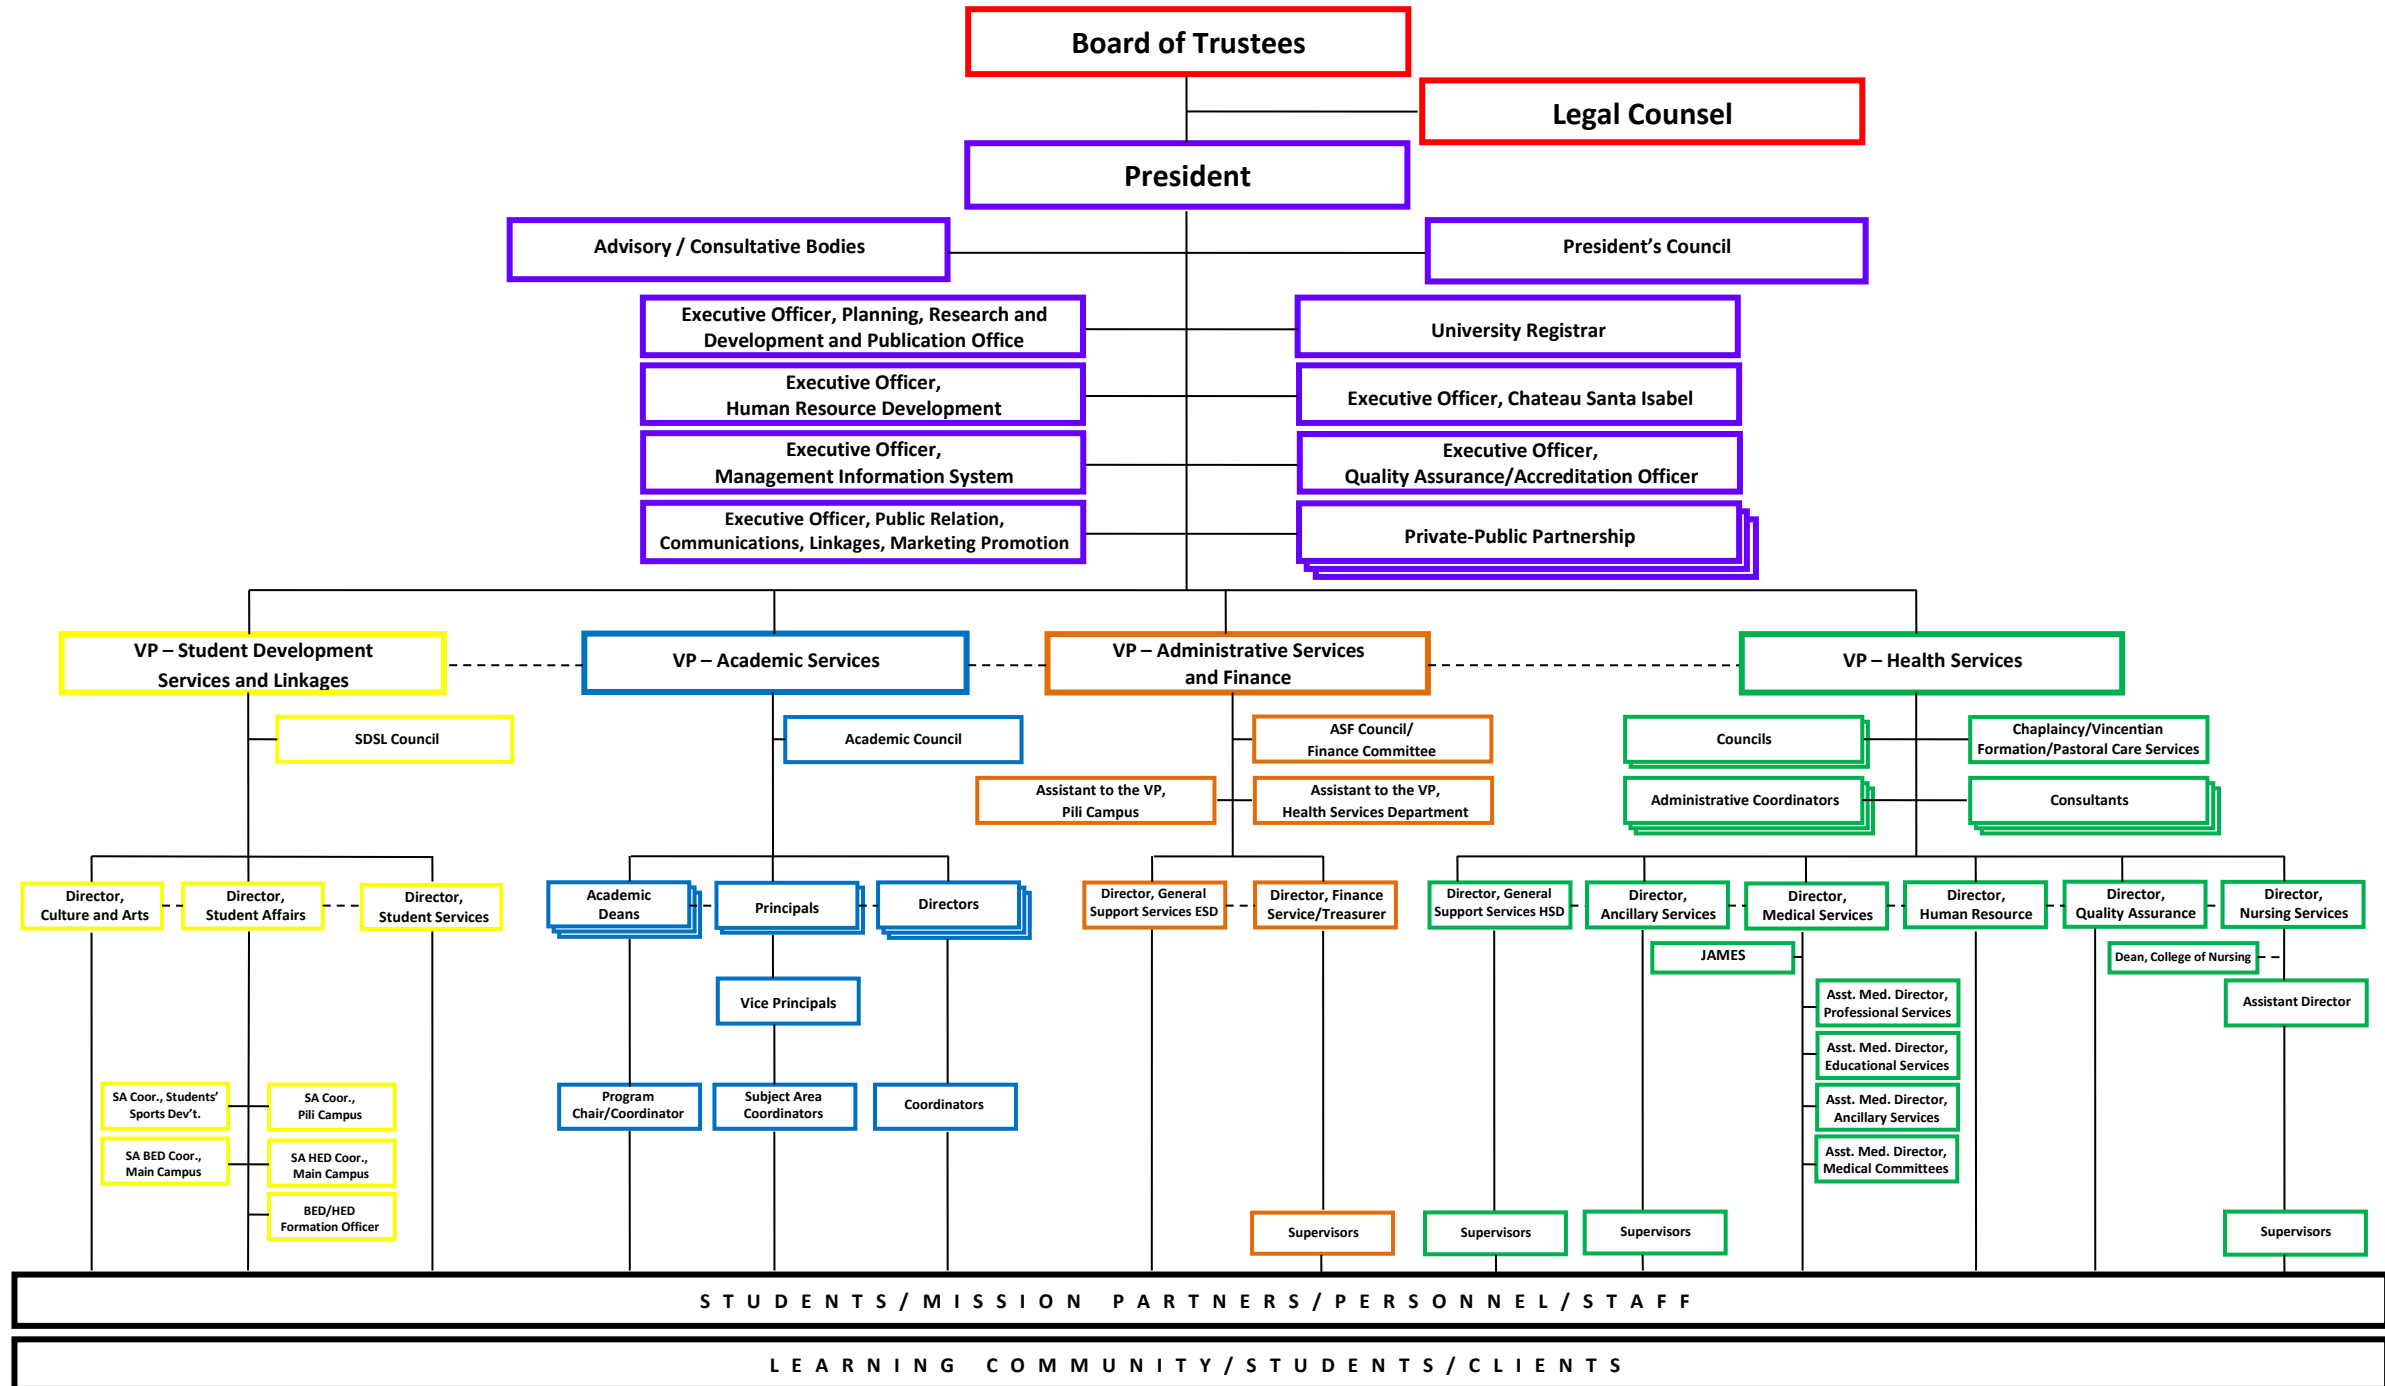 Board of Trustees
Legal Counsel
President
Advisory / Consultative Bodies
President’s Council
Executive Officer, Planning, Research and
Development and Publication Office
University Registrar
Executive Officer,
Human Resource Development
Executive Officer, Chateau Santa Isabel
Executive Officer,
Management Information System
Executive Officer,
Quality Assurance/Accreditation Officer
Executive Officer, Public Relation,
Communications, Linkages, Marketing Promotion
Private-Public Partnership
VP – Student Development
Services and Linkages
VP – Academic Services
VP – Administrative Services
and Finance
VP – Health Services
SDSL Council
Academic Council
ASF Council/
Finance Committee
Councils
Chaplaincy/Vincentian
Formation/Pastoral Care Services
Assistant to the VP,
Pili Campus
Assistant to the VP,
Health Services Department
Administrative Coordinators
Consultants
Director,
Culture and Arts
Director,
Student Affairs
Director,
Student Services
Academic
Deans
Principals
Directors
Director, General
Support Services ESD
Director, Finance
Service/Treasurer
Director, General
Support Services HSD
Director,
Ancillary Services
Director,
Medical Services
Director,
Human Resource
Director,
Quality Assurance
Director,
Nursing Services
JAMES
Dean, College of Nursing
Vice Principals
Asst. Med. Director,
Professional Services
Assistant Director
Asst. Med. Director,
Educational Services
SA Coor., Students’
Sports Dev’t.
SA Coor.,
Pili Campus
Program
Chair/Coordinator
Subject Area
Coordinators
Coordinators
Asst. Med. Director,
Ancillary Services
SA BED Coor.,
Main Campus
SA HED Coor.,
Main Campus
Asst. Med. Director,
Medical Committees
BED/HED
Formation Officer
Supervisors
Supervisors
Supervisors
Supervisors
STUDENTS/MISSION PARTNERS/PERSONNEL/STAFF
LEARNING COMMUNITY/STUDENTS/CLIENTS